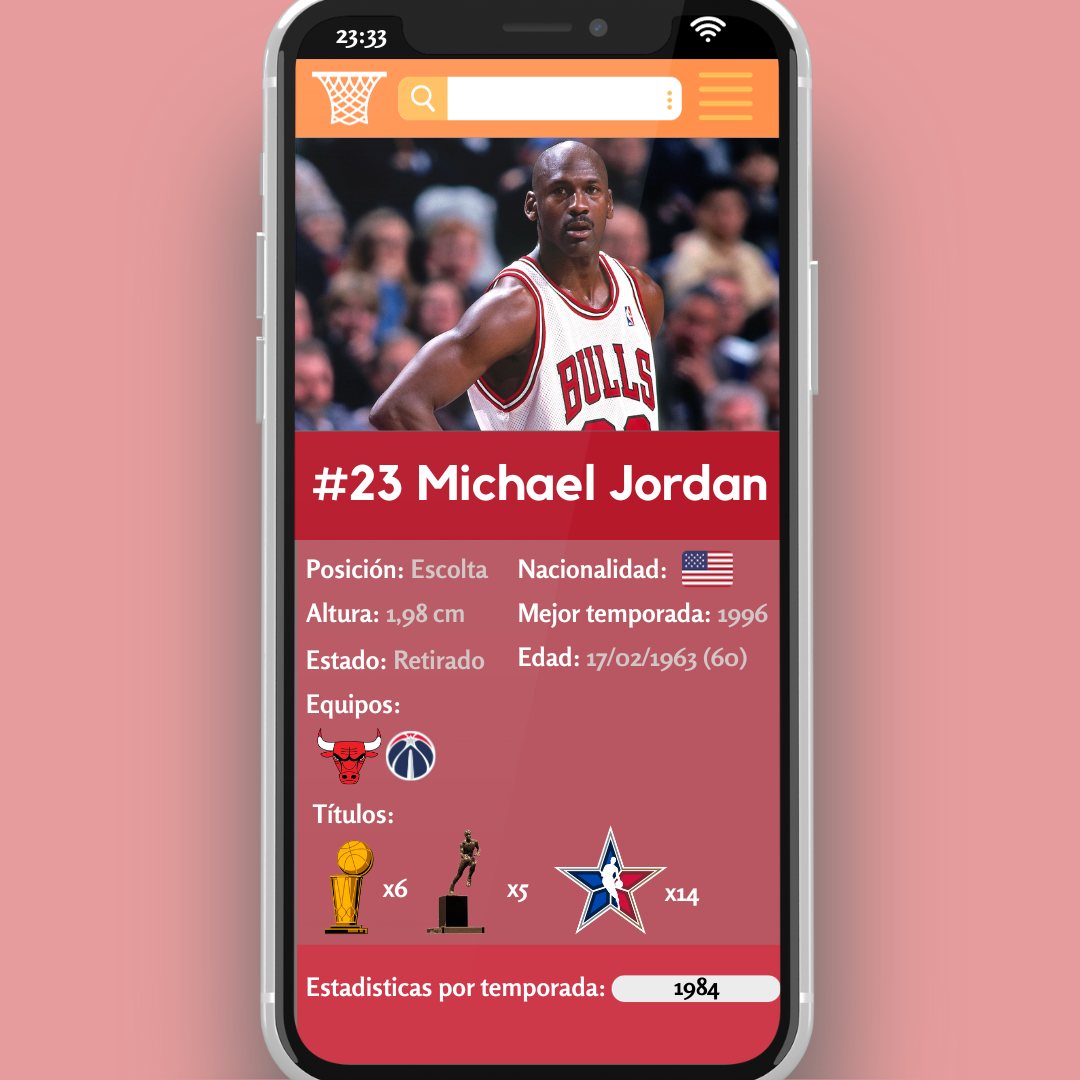 23:33
BULLS
#23 Michael Jordan
Posición: Escolta
Nacionalidad:
Altura: 1,98 cm
Mejor temporada: 1996
Estado: Retirado
Edad: 17/02/1963 (60)
Equipos:
Títulos:
x6
x5
x14
Estadisticas por temporada: 1984